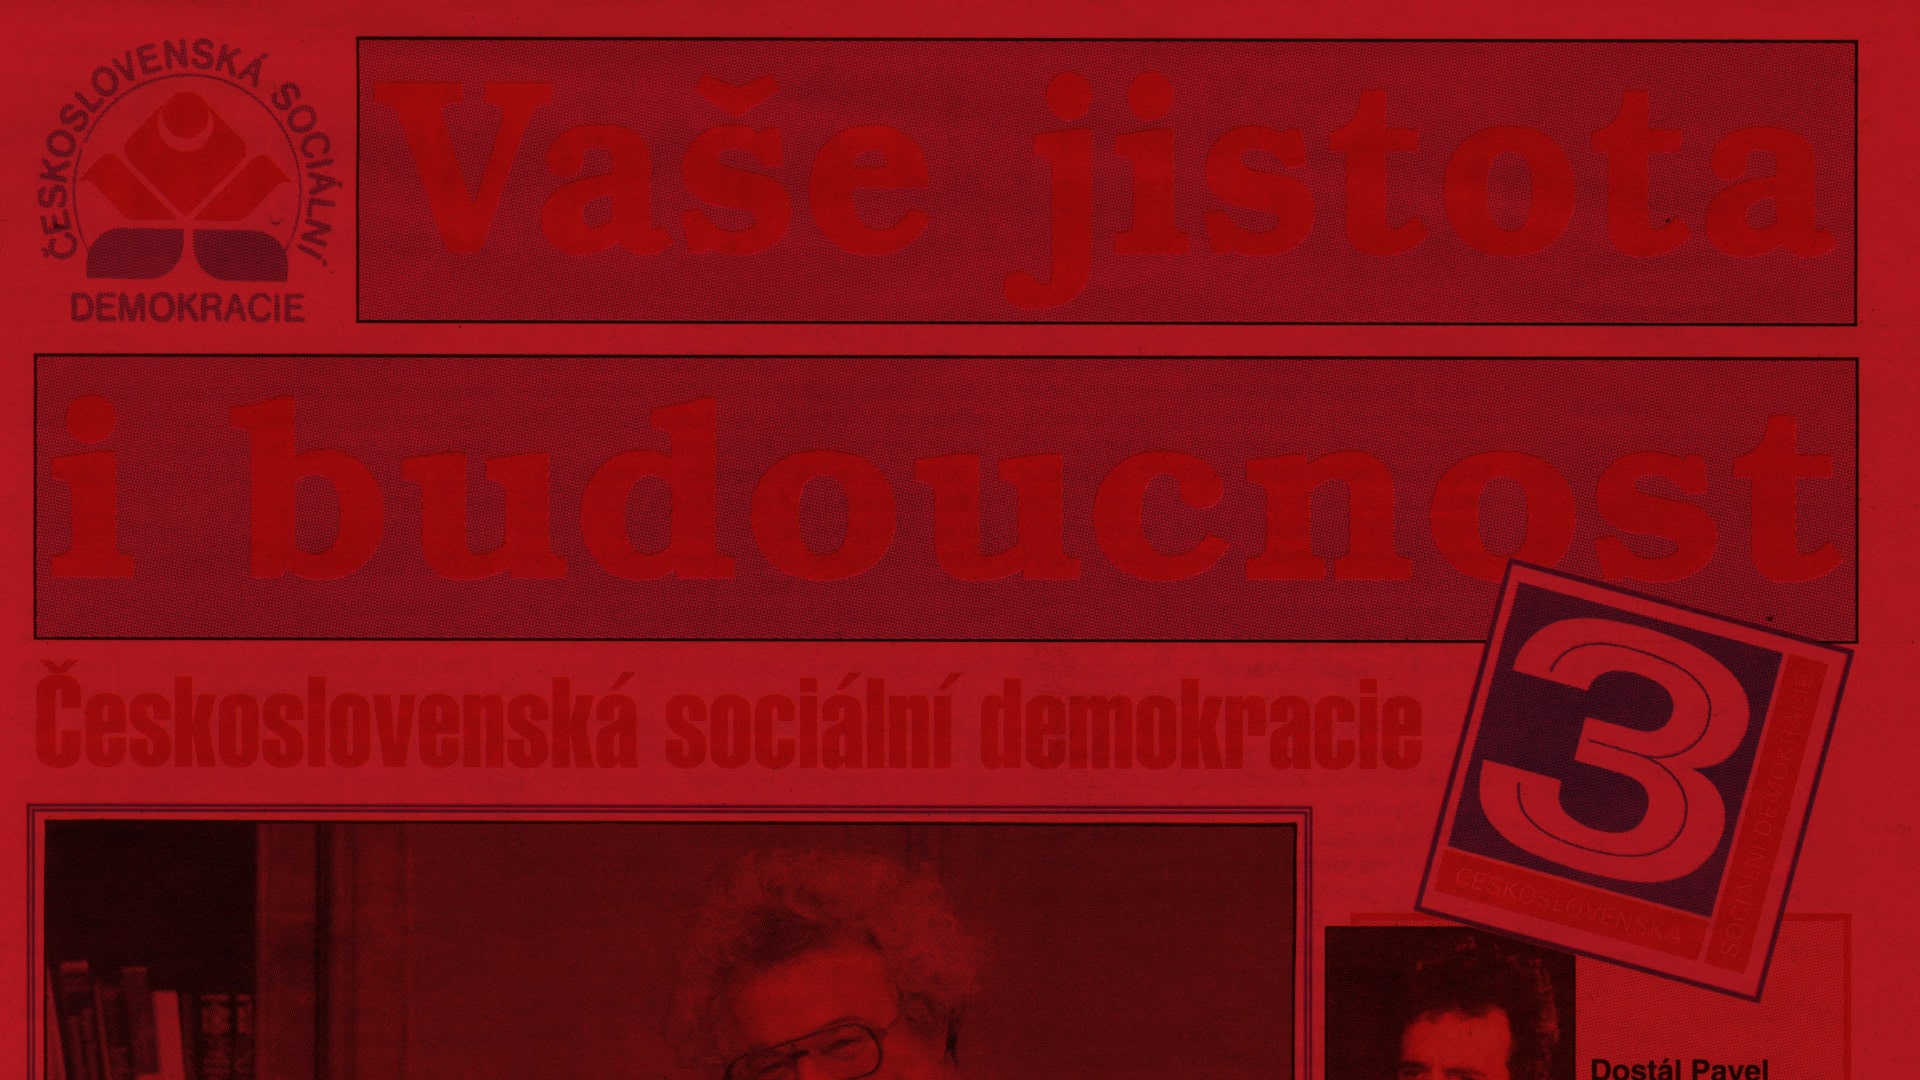 ČESKOSLOVENSKÁ SOCIÁLNÍ
DEMOKRACIE
Vaše jistota
i budoucnost
Československá sociální demokracie
3
ČESKOSLOVENSKÁ
SOCIÁLNÍ DEMOKRACIE
Dostál Pavel